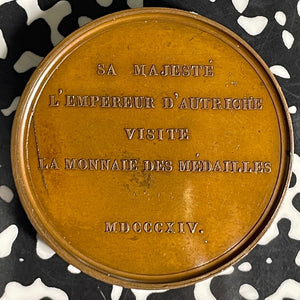 SA MAJESTÉ
L'EMPEREUR D'AUTRICHE
VISITE
LA MONNAIE DES MÉDAILLES
MDCCCXIV.